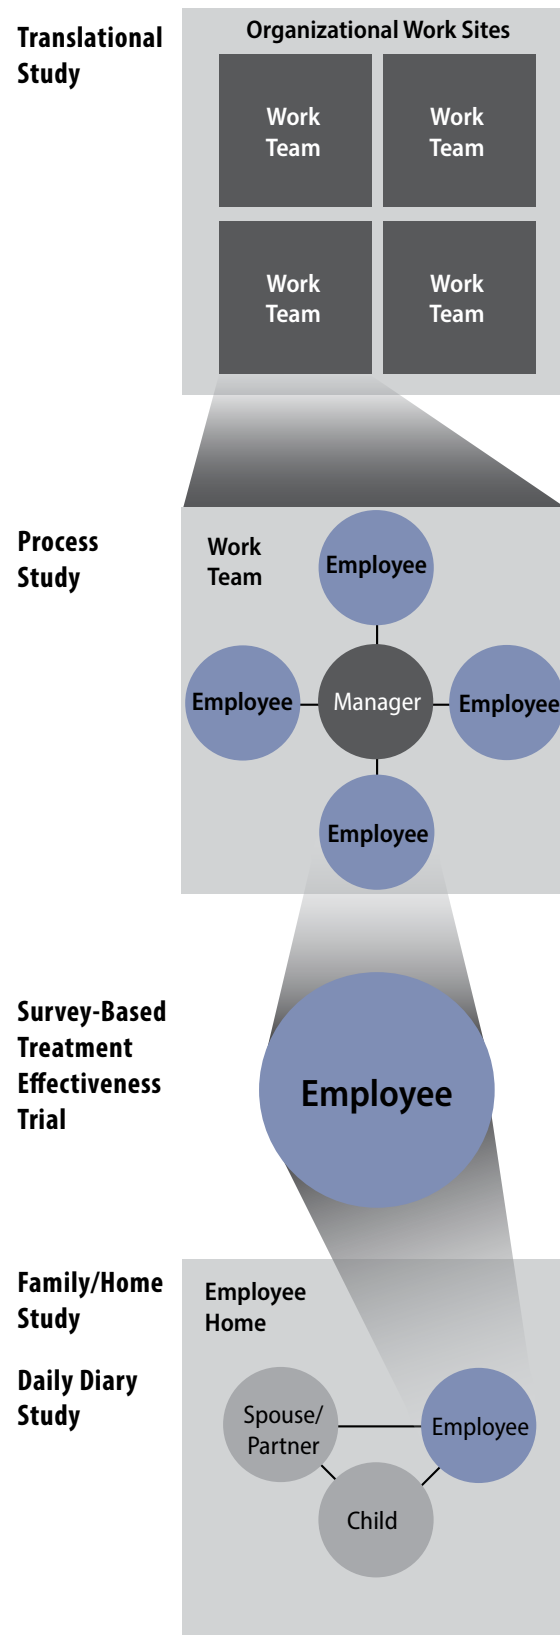 Translational
Study
Organizational Work Sites
Work
Team
Work
Team
Work
Team
Work
Team
Process
Study
Work
Team
Employee
Employee
Manager
Employee
Employee
Survey-Based
Treatment
Effectiveness
Trial
Employee
Family/Home
Study
Daily Diary
Study
Employee
Home
Spouse/
Partner
Employee
Child